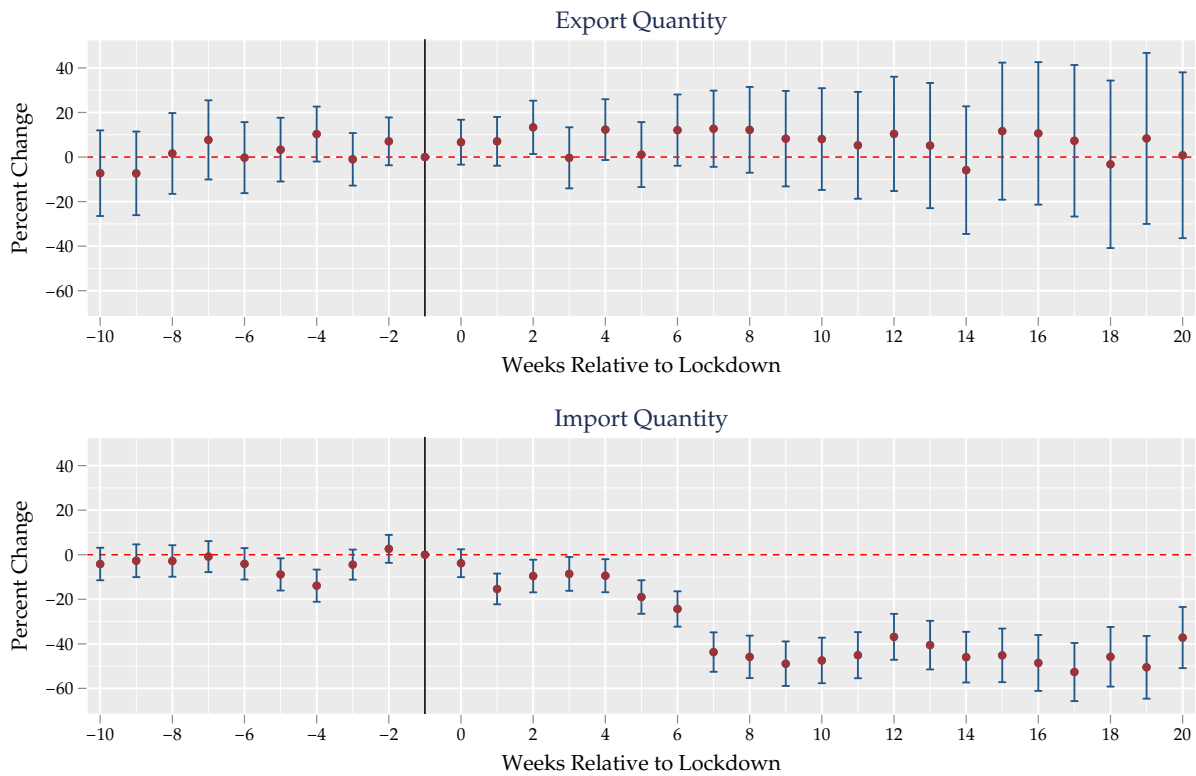 Export Quantity
Percent Change
40
20
0
−20
−40
−60
−10 −8 −6 −4 −2 0 2 4 6 8 10 12 14 16 18 20
Weeks Relative to Lockdown
Import Quantity
Percent Change
40
20
0
−20
−40
−60
−10 −8 −6 −4 −2 0 2 4 6 8 10 12 14 16 18 20
Weeks Relative to Lockdown